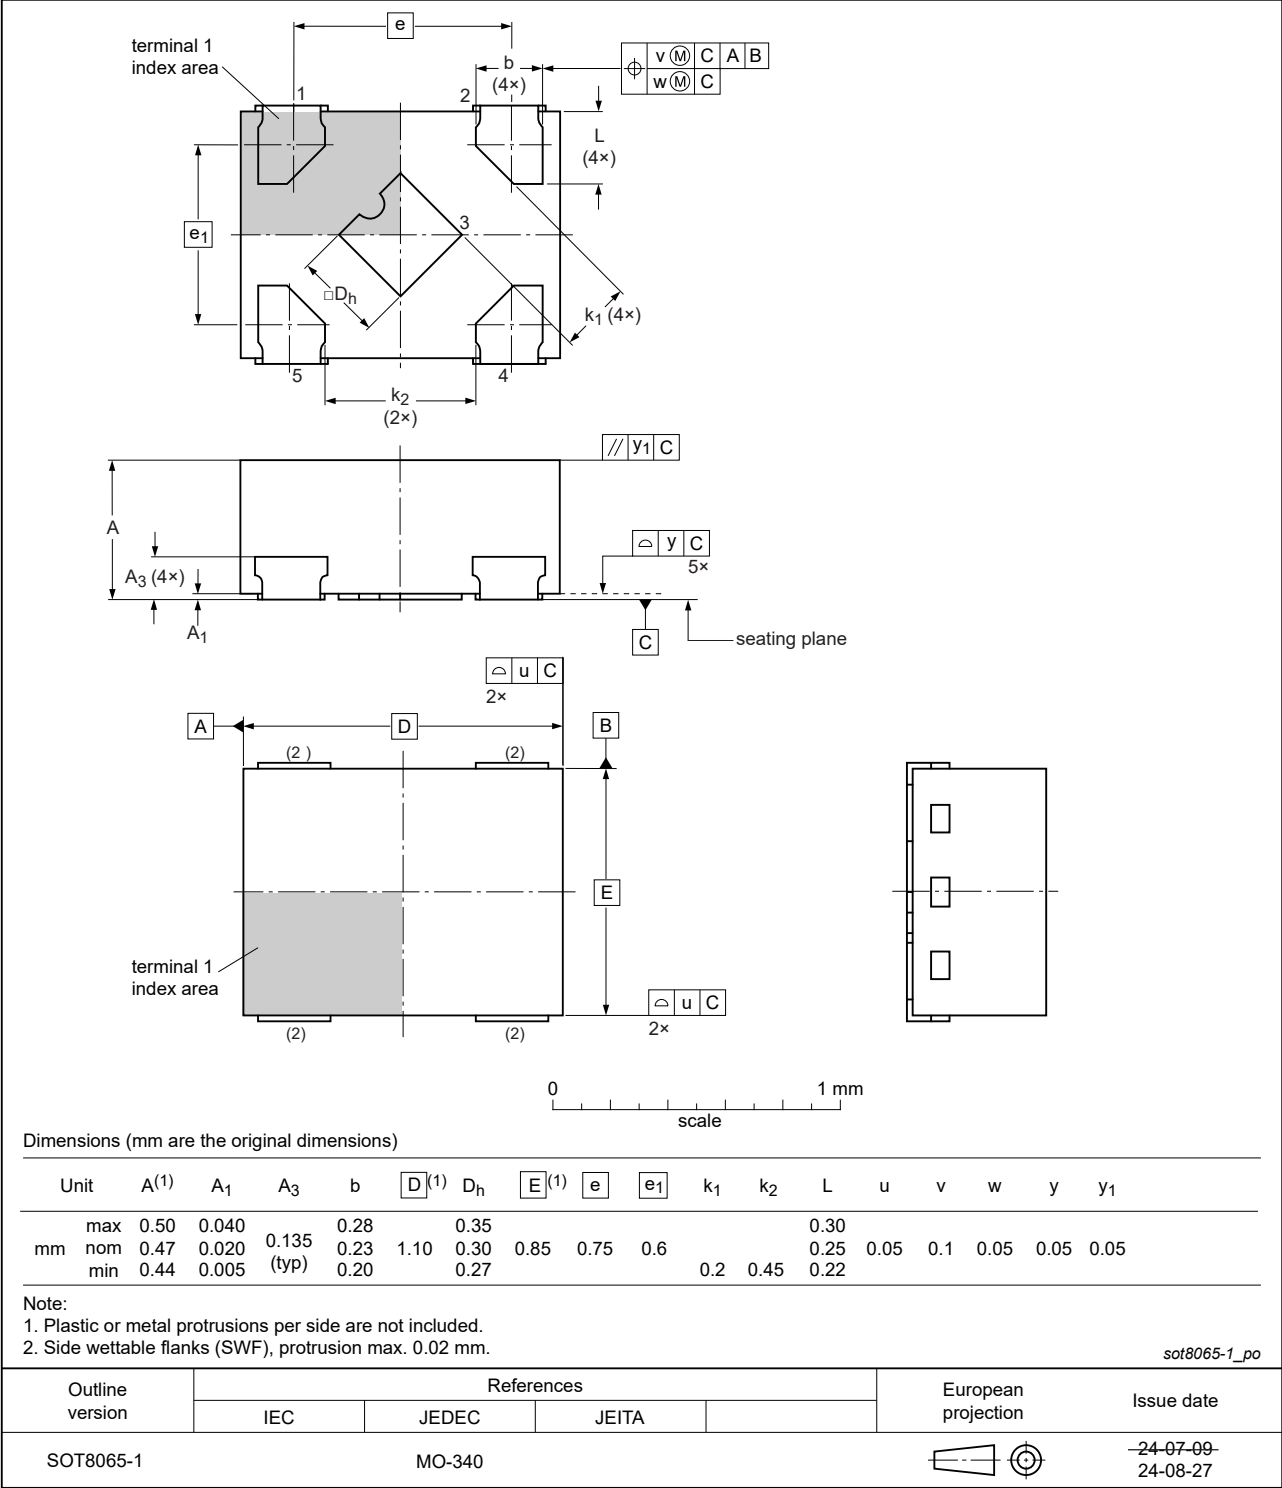 e
terminal 1
index area
b
(4×)
v Ⓜ C A B
w Ⓜ C
1
2
L
(4×)
e1
3
□Dh
k1 (4×)
5
4
k2
(2×)
// y1 C
A
y C
5×
A3 (4×)
A1
C
seating plane
u C
2×
A
D
B
(2 )
(2)
E
terminal 1
index area
u C
2×
(2)
(2)
0 1 mm
scale
Dimensions (mm are the original dimensions)
Unit A(1) A1 A3 b D(1) Dh E(1) e e1 k1 k2 L u v w y y1
max 0.50 0.040 0.28 0.35 0.30
mm nom 0.47 0.020 0.135 (typ) 0.23 1.10 0.30 0.85 0.75 0.6 0.25 0.05 0.1 0.05 0.05 0.05
min 0.44 0.005 0.20 0.27 0.2 0.45 0.22
Note:
1. Plastic or metal protrusions per side are not included.
2. Side wettable flanks (SWF), protrusion max. 0.02 mm.
sot8065-1_po
Outline
version
References
IEC JEDEC JEITA
European
projection
Issue date
SOT8065-1 MO-340
24-07-09
24-08-27